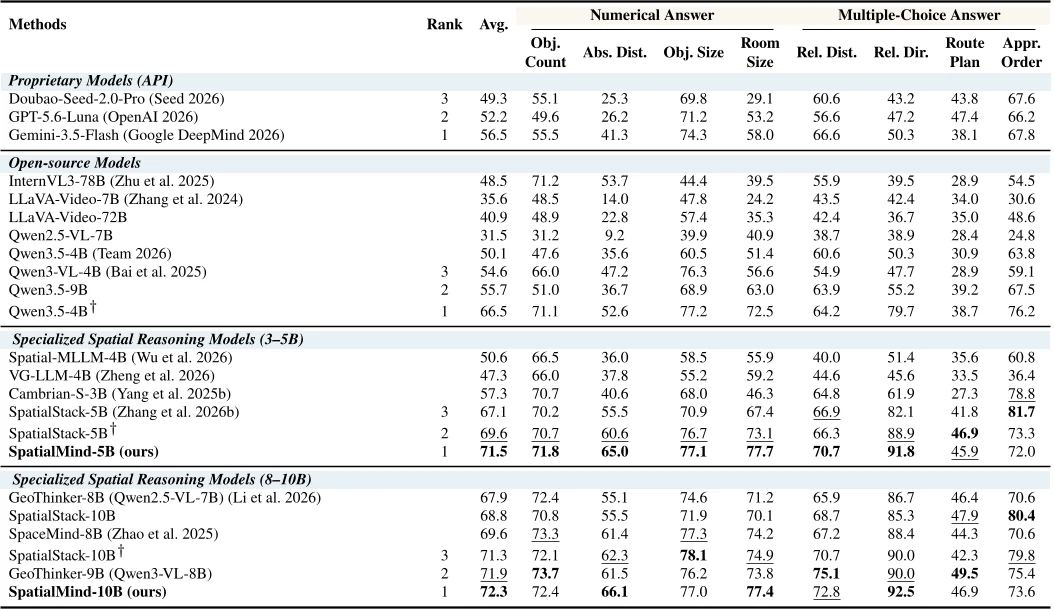 Methods Rank Avg. Numerical Answer Multiple-Choice Answer
Obj. Count Abs. Dist. Obj. Size Room Size Rel. Dist. Rel. Dir. Route Plan Appr. Order
Proprietary Models (API)
Doubao-Seed-2.0-Pro (Seed 2026) 3 49.3 55.1 25.3 69.8 29.1 60.6 43.2 43.8 67.6
GPT-5.6-Luna (OpenAI 2026) 2 52.2 49.6 26.2 71.2 53.2 56.6 47.2 47.4 66.2
Gemini-3.5-Flash (Google DeepMind 2026) 1 56.5 55.5 41.3 74.3 58.0 66.6 50.3 38.1 67.8
Open-source Models
InternVL3-78B (Zhu et al. 2025) 48.5 71.2 53.7 44.4 39.5 55.9 39.5 28.9 54.5
LLaVA-Video-7B (Zhang et al. 2024) 35.6 48.5 14.0 47.8 24.2 43.5 42.4 34.0 30.6
LLaVA-Video-72B 40.9 48.9 22.8 57.4 35.3 42.4 36.7 35.0 48.6
Qwen2.5-VL-7B 31.5 31.2 9.2 39.9 40.9 38.7 38.9 28.4 24.8
Qwen3.5-4B (Team 2026) 50.1 47.6 35.6 60.5 51.4 60.6 50.3 30.9 63.8
Qwen3-VL-4B (Bai et al. 2025) 3 54.6 66.0 47.2 76.3 56.6 54.9 47.7 28.9 59.1
Qwen3.5-9B 2 55.7 51.0 36.7 68.9 63.0 63.9 55.2 39.2 67.5
Qwen3.5-4B† 1 66.5 71.1 52.6 77.2 72.5 64.2 79.7 38.7 76.2
Specialized Spatial Reasoning Models (3–5B)
Spatial-MLLM-4B (Wu et al. 2026) 50.6 66.5 36.0 58.5 55.9 40.0 51.4 35.6 60.8
VG-LLM-4B (Zheng et al. 2026) 47.3 66.0 37.8 55.2 59.2 44.6 45.6 33.5 36.4
Cambrian-S-3B (Yang et al. 2025b) 57.3 70.7 40.6 68.0 46.3 64.8 61.9 27.3 78.8
SpatialStack-5B (Zhang et al. 2026b) 3 67.1 70.2 55.5 70.9 67.4 66.9 82.1 41.8 81.7
SpatialStack-5B† 2 69.6 70.7 60.6 76.7 73.1 66.3 88.9 46.9 73.3
SpatialMind-5B (ours) 1 71.5 71.8 65.0 77.1 77.7 70.7 91.8 45.9 72.0
Specialized Spatial Reasoning Models (8–10B)
GeoThinker-8B (Qwen2.5-VL-7B) (Li et al. 2026) 67.9 72.4 55.1 74.6 71.2 65.9 86.7 46.4 70.6
SpatialStack-10B 68.8 70.8 55.5 71.9 70.1 68.7 85.3 47.9 80.4
SpaceMind-8B (Zhao et al. 2025) 69.6 73.3 61.4 77.3 74.2 67.2 88.4 44.3 70.6
SpatialStack-10B† 3 71.3 72.1 62.3 78.1 74.9 70.7 90.0 42.3 79.8
GeoThinker-9B (Qwen3-VL-8B) 2 71.9 73.7 61.5 76.2 73.8 75.1 90.0 49.5 75.4
SpatialMind-10B (ours) 1 72.3 72.4 66.1 77.0 77.4 72.8 92.5 46.9 73.6